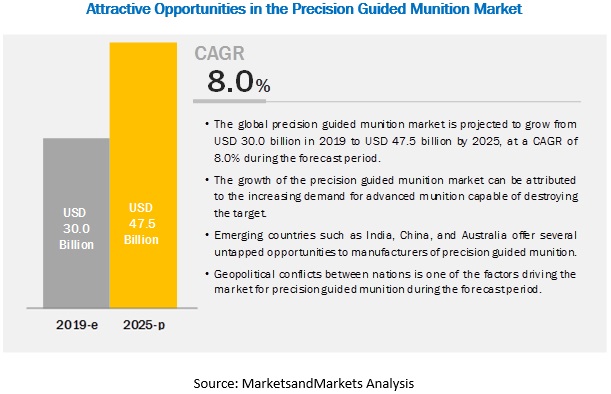 Attractive Opportunities in the Precision Guided Munition Market
CAGR
8.0%
• The global precision guided munition market is projected to grow from
USD 30.0 billion in 2019 to USD 47.5 billion by 2025, at a CAGR of
8.0% during the forecast period.
• The growth of the precision guided munition market can be attributed
to the increasing demand for advanced munition capable of destroying
the target.
• Emerging countries such as India, China, and Australia offer several
untapped opportunities to manufacturers of precision guided munition.
• Geopolitical conflicts between nations is one of the factors driving the
market for precision guided munition during the forecast period.
USD
30.0
Billion
USD
47.5
Billion
2019-e
2025-p
Source: MarketsandMarkets Analysis